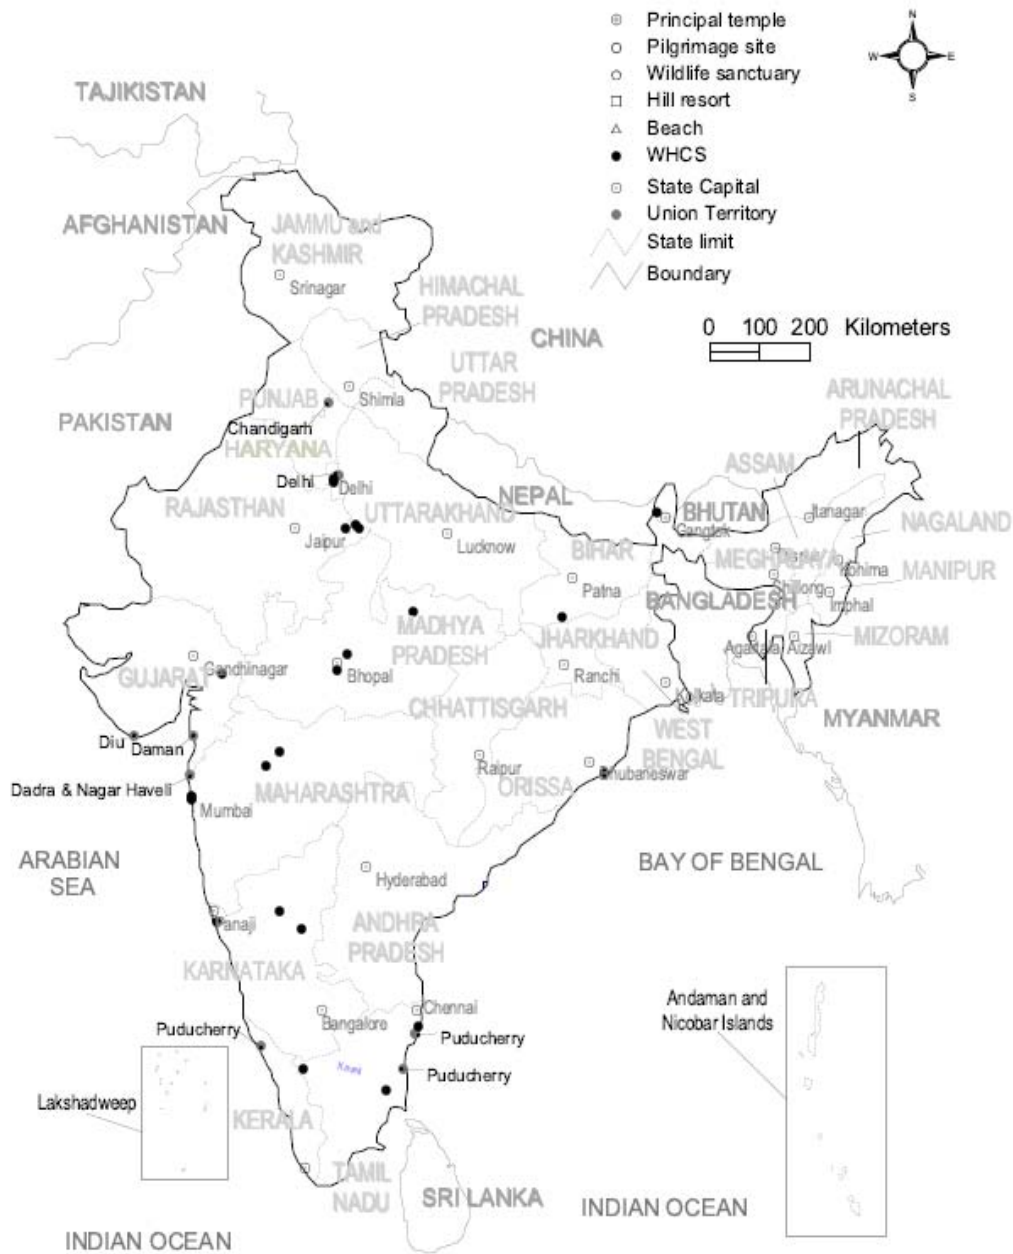 Principal temple
Pilgrimage site
Wildlife sanctuary
Hill resort
Beach
WHCS
State Capital
Union Territory
State limit
Boundary
N
W E
S
0 100 200 Kilometers
TAJIKISTAN
AFGHANISTAN
JAMMU and
KASHMIR
Srinagar
HIMACHAL
PRADESH
CHINA
UTTAR
PRADESH
ARUNACHAL
PRADESH
PUNJAB
Shimla
PAKISTAN
Chandigarh
HARYANA
ASSAM
Delhi
Delhi
NEPAL
RAJASTHAN
UTTARAKHAND
BHUTAN
Itanagar
NAGALAND
Gangtok
Jaipur
Lucknow
BIHAR
MEGHALAYA
Kohima
MANIPUR
Patna
Shillong
BANGLADESH
Imphal
MADHYA
PRADESH
JHARKHAND
MIZORAM
Agartala
Aizawl
GUJARAT
Gandhinagar
Bhopal
Ranchi
CHHATTISGARH
Kolkata
TRIPURA
MYANMAR
WEST
BENGAL
Diu
Daman
Raipur
Bhubaneswar
ORISSA
Dadra & Nagar Haveli
MAHARASHTRA
Mumbai
ARABIAN
SEA
BAY OF BENGAL
Hyderabad
Panaji
ANDHRA
PRADESH
KARNATAKA
Andaman and
Nicobar Islands
Chennai
Bangalore
Puducherry
Puducherry
Puducherry
Lakshadweep
KERALA
TAMIL
NADU
SRI LANKA
INDIAN OCEAN
INDIAN OCEAN